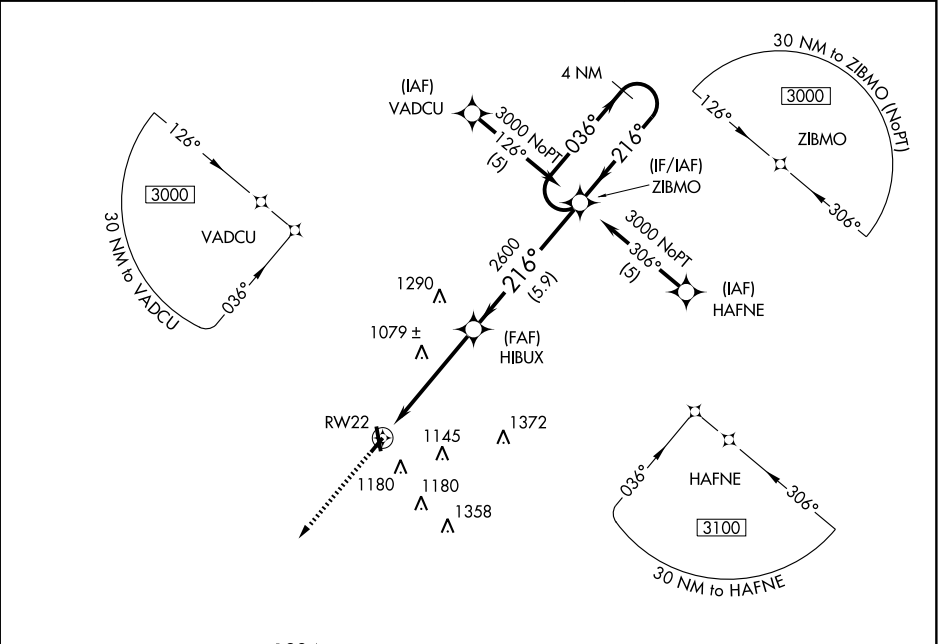 30 NM to ZIBMO (NoPT)
3000
126°
ZIBMO
306°
4 NM
(IAF)
VADCU
3000 NoPT
126°
(5)
036°
216°
(IF/IAF)
ZIBMO
126°
3000
VADCU
036°
30 NM to VADCU
3000 NoPT
306°
(5)
(IAF)
HAFNE
2600
216°
(5.9)
1290
1079 ±
(FAF)
HIBUX
RW22
1145
1372
1180
1180
1358
036°
HAFNE
306°
3100
30 NM to HAFNE